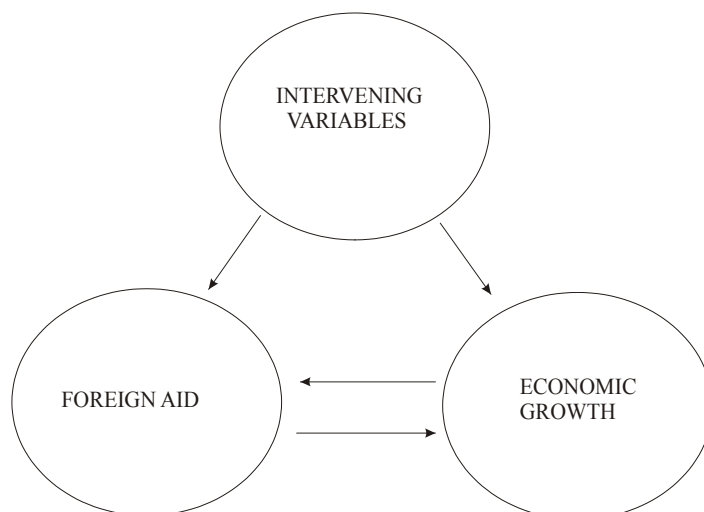 INTERVENING
VARIABLES
FOREIGN AID
ECONOMIC
GROWTH